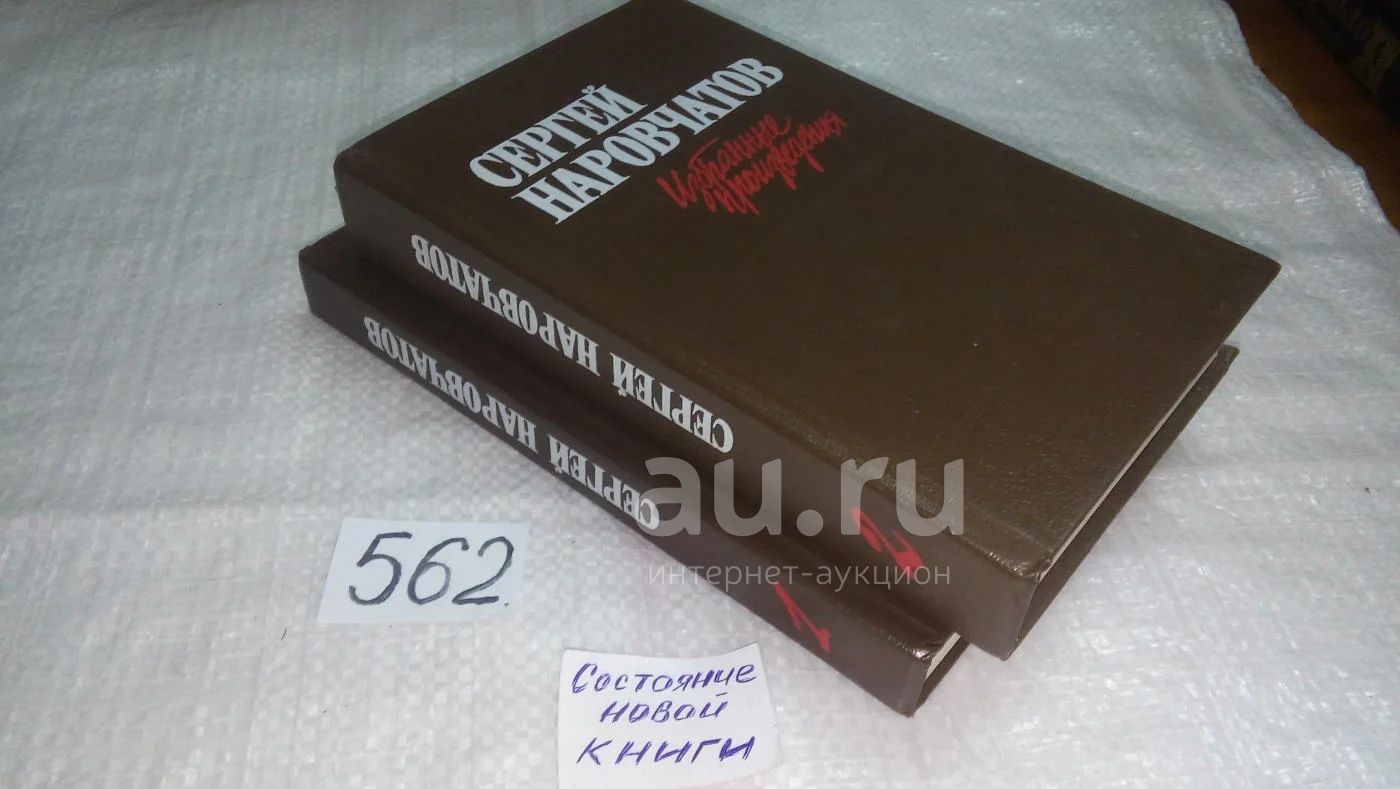 СЕРГЕЙ
НАРОВЧАТОВ
Избранные
произведения
СЕРГЕЙ НАРОВЧАТОВ
2
СЕРГЕЙ НАРОВЧАТОВ
1
au.ru
интернет-аукцион
562.
Состояние
новой
книги